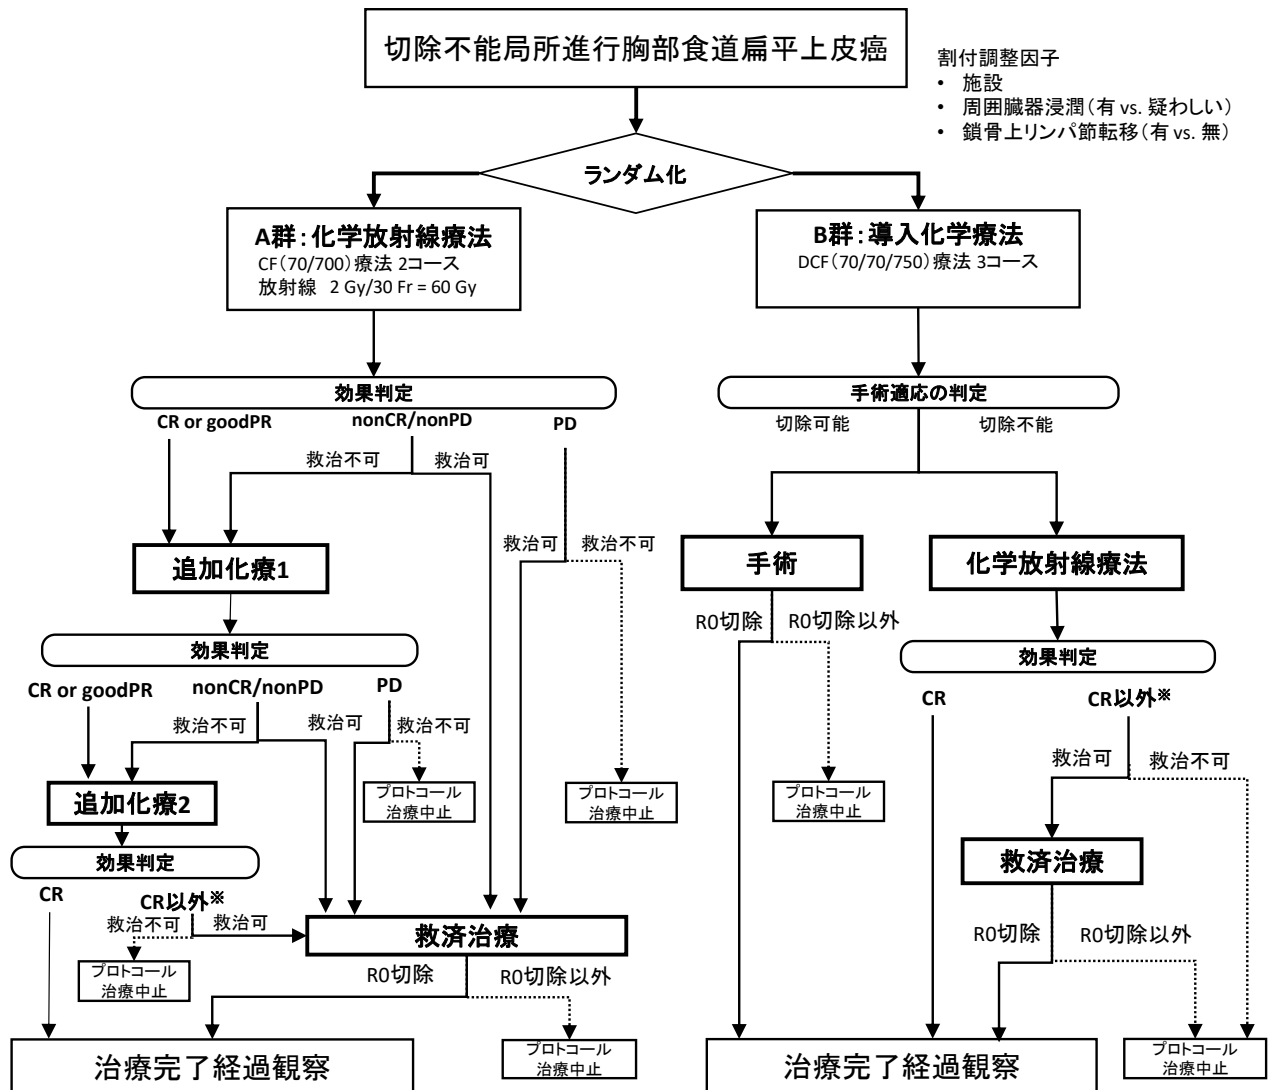 切除不能局所進行胸部食道扁平上皮癌
割付調整因子
• 施設
• 周囲臓器浸潤（有 vs. 疑わしい）
• 鎖骨上リンパ節転移（有 vs. 無）
ランダム化
A群：化学放射線療法
CF（70/700）療法 2コース
放射線 2 Gy/30 Fr = 60 Gy
B群：導入化学療法
DCF（70/70/750）療法 3コース
効果判定
CR or goodPR
nonCR/nonPD
PD
救治不可
救治可
救治可
救治不可
手術適応の判定
切除可能
切除不能
追加化療1
手術
化学放射線療法
効果判定
CR or goodPR
nonCR/nonPD
PD
救治不可
救治可
救治不可
R0切除
R0切除以外
効果判定
CR
CR以外※
救治可
救治不可
追加化療2
プロトコール
治療中止
プロトコール
治療中止
プロトコール
治療中止
効果判定
CR
CR以外※
救治不可
救治可
救済治療
救済治療
プロトコール
治療中止
R0切除
R0切除以外
R0切除
R0切除以外
治療完了経過観察
プロトコール
治療中止
治療完了経過観察
プロトコール
治療中止